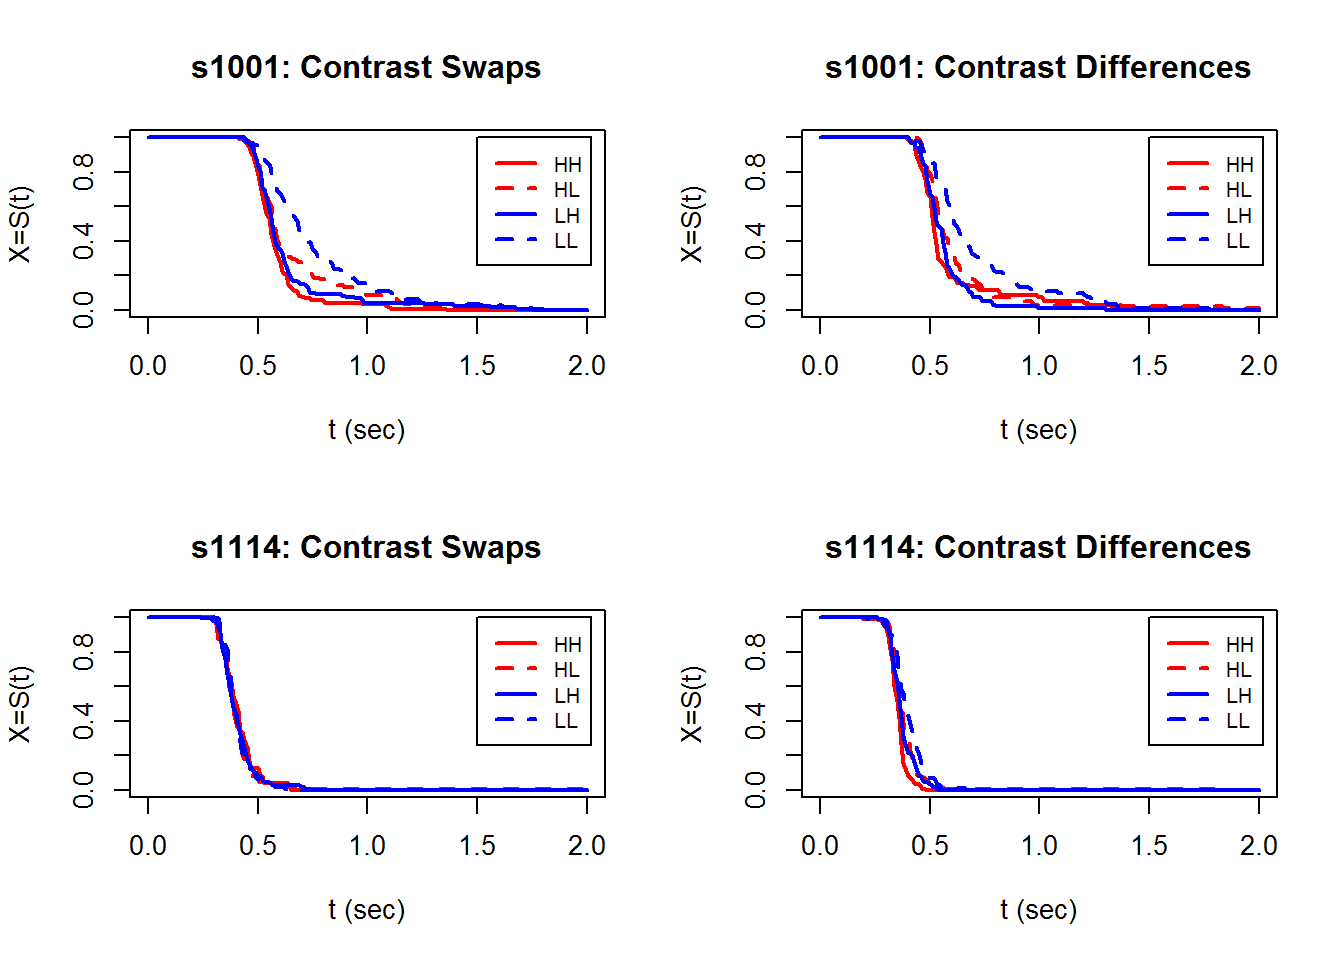 s1001: Contrast Swaps
X=S(t)
0.0 0.4 0.8
HH
HL
LH
LL
0.0 0.5 1.0 1.5 2.0
t (sec)
s1001: Contrast Differences
X=S(t)
0.0 0.4 0.8
HH
HL
LH
LL
0.0 0.5 1.0 1.5 2.0
t (sec)
s1114: Contrast Swaps
X=S(t)
0.0 0.4 0.8
HH
HL
LH
LL
0.0 0.5 1.0 1.5 2.0
t (sec)
s1114: Contrast Differences
X=S(t)
0.0 0.4 0.8
HH
HL
LH
LL
0.0 0.5 1.0 1.5 2.0
t (sec)